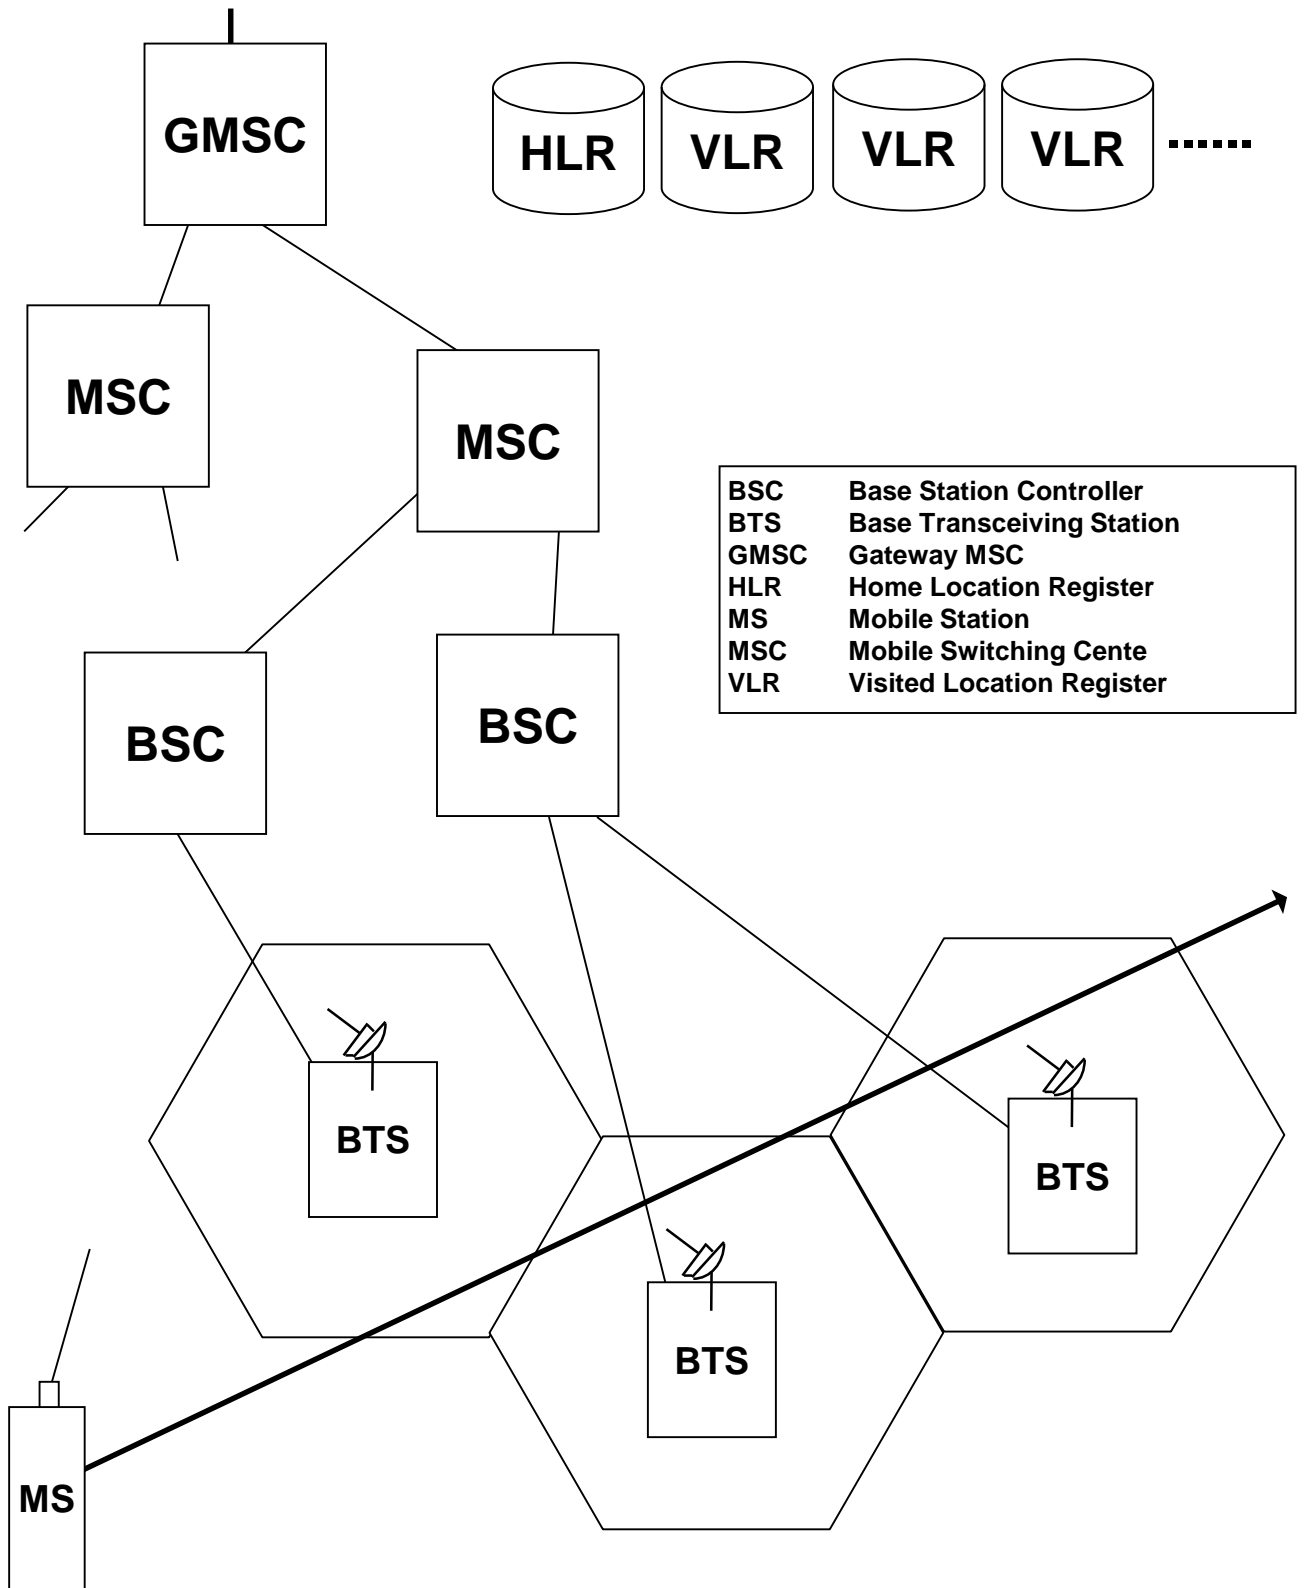 GMSC
HLR VLR VLR VLR ......
MSC
MSC
BSC Base Station Controller
BTS Base Transceiving Station
GMSC Gateway MSC
HLR Home Location Register
MS Mobile Station
MSC Mobile Switching Cente
VLR Visited Location Register
BSC
BSC
BTS
BTS
BTS
MS